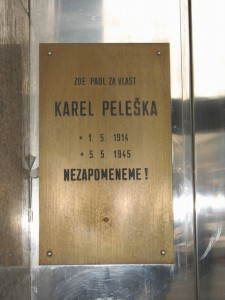 ZDE PADL ZA VLAST
KAREL PELEŠKA
* 1. 5. 1914
+ 5. 5. 1945
NEZAPOMENEME!